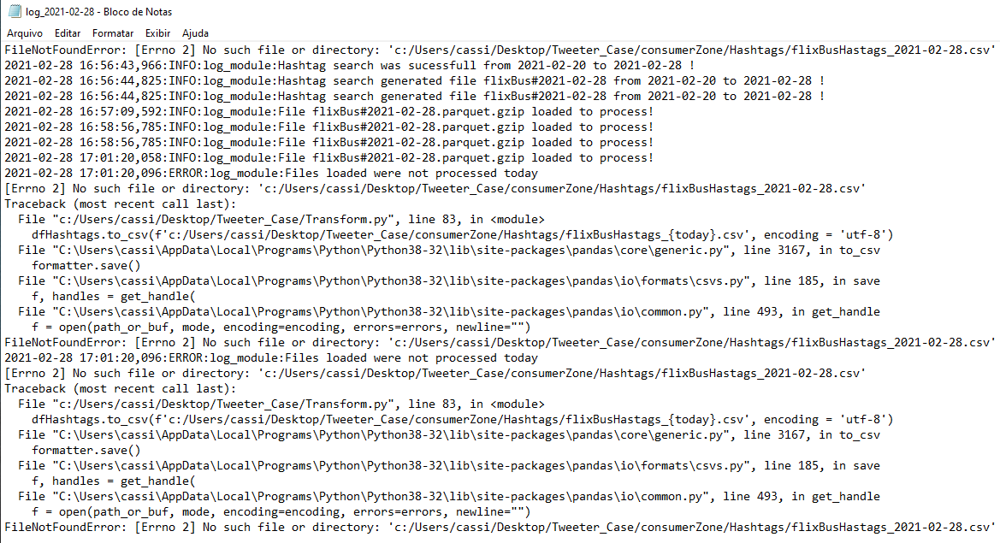 log_2021-02-28 - Bloco de Notas
Arquivo Editar Formatar Exibir Ajuda
FileNotFoundError: [Errno 2] No such file or directory: 'c:/Users/cassi/Desktop/Tweeter_Case/consumerZone/Hashtags/flixBusHastags_2021-02-28.csv'
2021-02-28 16:56:43,966:INFO:log_module:Hashtag search was sucessfull from 2021-02-20 to 2021-02-28 !
2021-02-28 16:56:44,825:INFO:log_module:Hashtag search generated file flixBus#2021-02-28 from 2021-02-20 to 2021-02-28 !
2021-02-28 16:56:44,825:INFO:log_module:Hashtag search generated file flixBus#2021-02-28 from 2021-02-20 to 2021-02-28 !
2021-02-28 16:57:09,592:INFO:log_module:File flixBus#2021-02-28.parquet.gzip loaded to process!
2021-02-28 16:58:56,785:INFO:log_module:File flixBus#2021-02-28.parquet.gzip loaded to process!
2021-02-28 16:58:56,785:INFO:log_module:File flixBus#2021-02-28.parquet.gzip loaded to process!
2021-02-28 17:01:20,058:INFO:log_module:File flixBus#2021-02-28.parquet.gzip loaded to process!
2021-02-28 17:01:20,096:ERROR:log_module:Files loaded were not processed today
[Errno 2] No such file or directory: 'c:/Users/cassi/Desktop/Tweeter_Case/consumerZone/Hashtags/flixBusHastags_2021-02-28.csv'
Traceback (most recent call last):
  File "c:/Users/cassi/Desktop/Tweeter_Case/Transform.py", line 83, in <module>
    dfHashtags.to_csv(f'c:/Users/cassi/Desktop/Tweeter_Case/consumerZone/Hashtags/flixBusHastags_{today}.csv', encoding = 'utf-8')
  File "C:\Users\cassi\AppData\Local\Programs\Python\Python38-32\lib\site-packages\pandas\core\generic.py", line 3167, in to_csv
    formatter.save()
  File "C:\Users\cassi\AppData\Local\Programs\Python\Python38-32\lib\site-packages\pandas\io\formats\csvs.py", line 185, in save
    f, handles = get_handle(
  File "C:\Users\cassi\AppData\Local\Programs\Python\Python38-32\lib\site-packages\pandas\io\common.py", line 493, in get_handle
    f = open(path_or_buf, mode, encoding=encoding, errors=errors, newline="")
FileNotFoundError: [Errno 2] No such file or directory: 'c:/Users/cassi/Desktop/Tweeter_Case/consumerZone/Hashtags/flixBusHastags_2021-02-28.csv'
2021-02-28 17:01:20,096:ERROR:log_module:Files loaded were not processed today
[Errno 2] No such file or directory: 'c:/Users/cassi/Desktop/Tweeter_Case/consumerZone/Hashtags/flixBusHastags_2021-02-28.csv'
Traceback (most recent call last):
  File "c:/Users/cassi/Desktop/Tweeter_Case/Transform.py", line 83, in <module>
    dfHashtags.to_csv(f'c:/Users/cassi/Desktop/Tweeter_Case/consumerZone/Hashtags/flixBusHastags_{today}.csv', encoding = 'utf-8')
  File "C:\Users\cassi\AppData\Local\Programs\Python\Python38-32\lib\site-packages\pandas\core\generic.py", line 3167, in to_csv
    formatter.save()
  File "C:\Users\cassi\AppData\Local\Programs\Python\Python38-32\lib\site-packages\pandas\io\formats\csvs.py", line 185, in save
    f, handles = get_handle(
  File "C:\Users\cassi\AppData\Local\Programs\Python\Python38-32\lib\site-packages\pandas\io\common.py", line 493, in get_handle
    f = open(path_or_buf, mode, encoding=encoding, errors=errors, newline="")
FileNotFoundError: [Errno 2] No such file or directory: 'c:/Users/cassi/Desktop/Tweeter_Case/consumerZone/Hashtags/flixBusHastags_2021-02-28.csv'